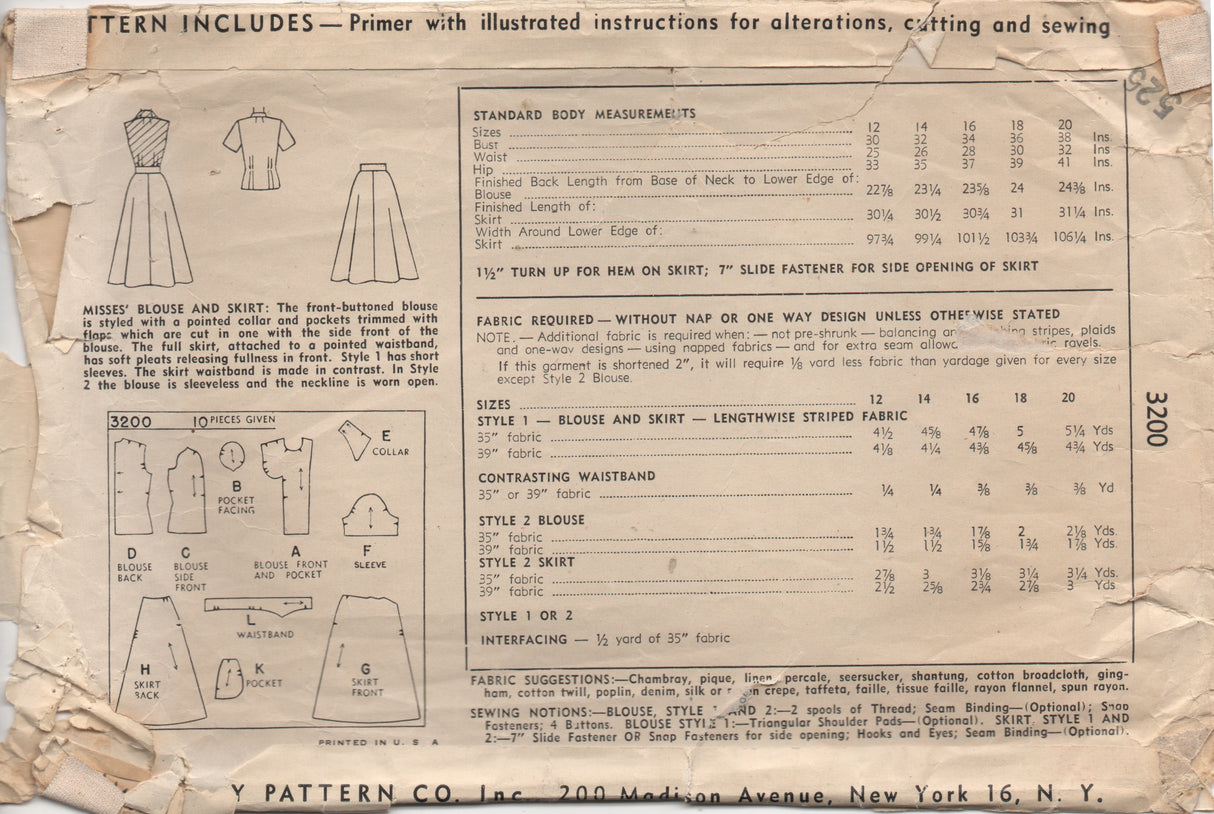 TTERN INCLUDES — Primer with illustrated instructions for alterations, cutting and sewing
525
STANDARD BODY MEASUREMENTS
Sizes 12 14 16 18 20
Bust 30 32 34 36 38 Ins.
Waist 25 26 28 30 32 Ins
Hip 33 35 37 39 41 Ins.
Finished Back Length from Base of Neck to Lower Edge of:
Blouse 22⅞ 23¼ 23⅝ 24 24⅜ Ins.
Finished Length of:
Skirt 30¼ 30½ 30¾ 31 31¼ Ins.
Width Around Lower Edge of:
Skirt 97¾ 99¼ 101½ 103¾ 106¼ Ins.
1½" TURN UP FOR HEM ON SKIRT; 7" SLIDE FASTENER FOR SIDE OPENING OF SKIRT
MISSES' BLOUSE AND SKIRT: The front-buttoned blouse
is styled with a pointed collar and pockets trimmed with
flaps which are cut in one with the side front of the
blouse. The full skirt, attached to a pointed waistband,
has soft pleats releasing fullness in front. Style 1 has short
sleeves. The skirt waistband is made in contrast. In Style
2 the blouse is sleeveless and the neckline is worn open.
FABRIC REQUIRED — WITHOUT NAP OR ONE WAY DESIGN UNLESS OTHERWISE STATED
NOTE. — Additional fabric is required when: — not pre-shrunk — balancing stripes, plaids
and one-way designs — using napped fabrics — and for extra seam ravels.
If this garment is shortened 2", it will require ⅛ yard less fabric than yardage given for every size
except Style 2 Blouse.
SIZES 12 14 16 18 20
STYLE 1 — BLOUSE AND SKIRT — LENGTHWISE STRIPED FABRIC
35" fabric 4½ 4⅝ 4⅞ 5 5¼ Yds
39" fabric 4⅛ 4¼ 4⅜ 4⅝ 4¾ Yds
CONTRASTING WAISTBAND
35" or 39" fabric ¼ ¼ ⅜ ⅜ ⅜ Yd
STYLE 2 BLOUSE
35" fabric 1¾ 1¾ 1⅞ 2 2⅛ Yds.
39" fabric 1½ 1½ 1⅝ 1¾ 1⅞ Yds.
STYLE 2 SKIRT
35" fabric 2⅞ 3 3⅛ 3¼ 3¼ Yds.
39" fabric 2½ 2⅝ 2¾ 2⅞ 3 Yds
STYLE 1 OR 2
INTERFACING — ½ yard of 35" fabric
3200
3200 10 PIECES GIVEN
E
COLLAR
B
POCKET
FACING
D
BLOUSE
BACK
C
BLOUSE
SIDE
FRONT
A
BLOUSE FRONT
AND POCKET
F
SLEEVE
L
WAISTBAND
H
SKIRT
BACK
K
POCKET
G
SKIRT
FRONT
PRINTED IN U. S A
FABRIC SUGGESTIONS:—Chambray, pique, linen, percale, seersucker, shantung, cotton broadcloth, ging-
ham, cotton twill, poplin, denim, silk or crepe, taffeta, faille, tissue faille, rayon flannel, spun rayon.
SEWING NOTIONS:—BLOUSE, STYLE 1 AND 2:—2 spools of Thread; Seam Binding—(Optional); Snap
Fasteners; 4 Buttons. BLOUSE STYLE 1:—Triangular Shoulder Pads—(Optional). SKIRT, STYLE 1 AND
2:—7" Slide Fastener OR Snap Fasteners for side opening; Hooks and Eyes; Seam Binding—(Optional).
Y PATTERN CO. Inc. 200 Madison Avenue, New York 16, N. Y.